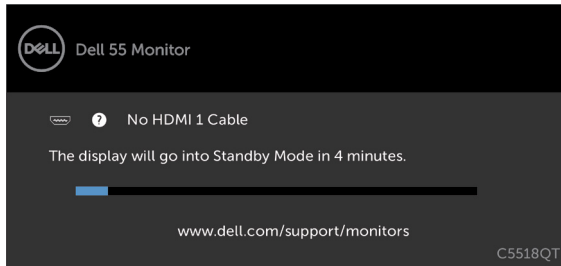 DELL
Dell 55 Monitor
? No HDMI 1 Cable
The display will go into Standby Mode in 4 minutes.
www.dell.com/support/monitors
C5518QT